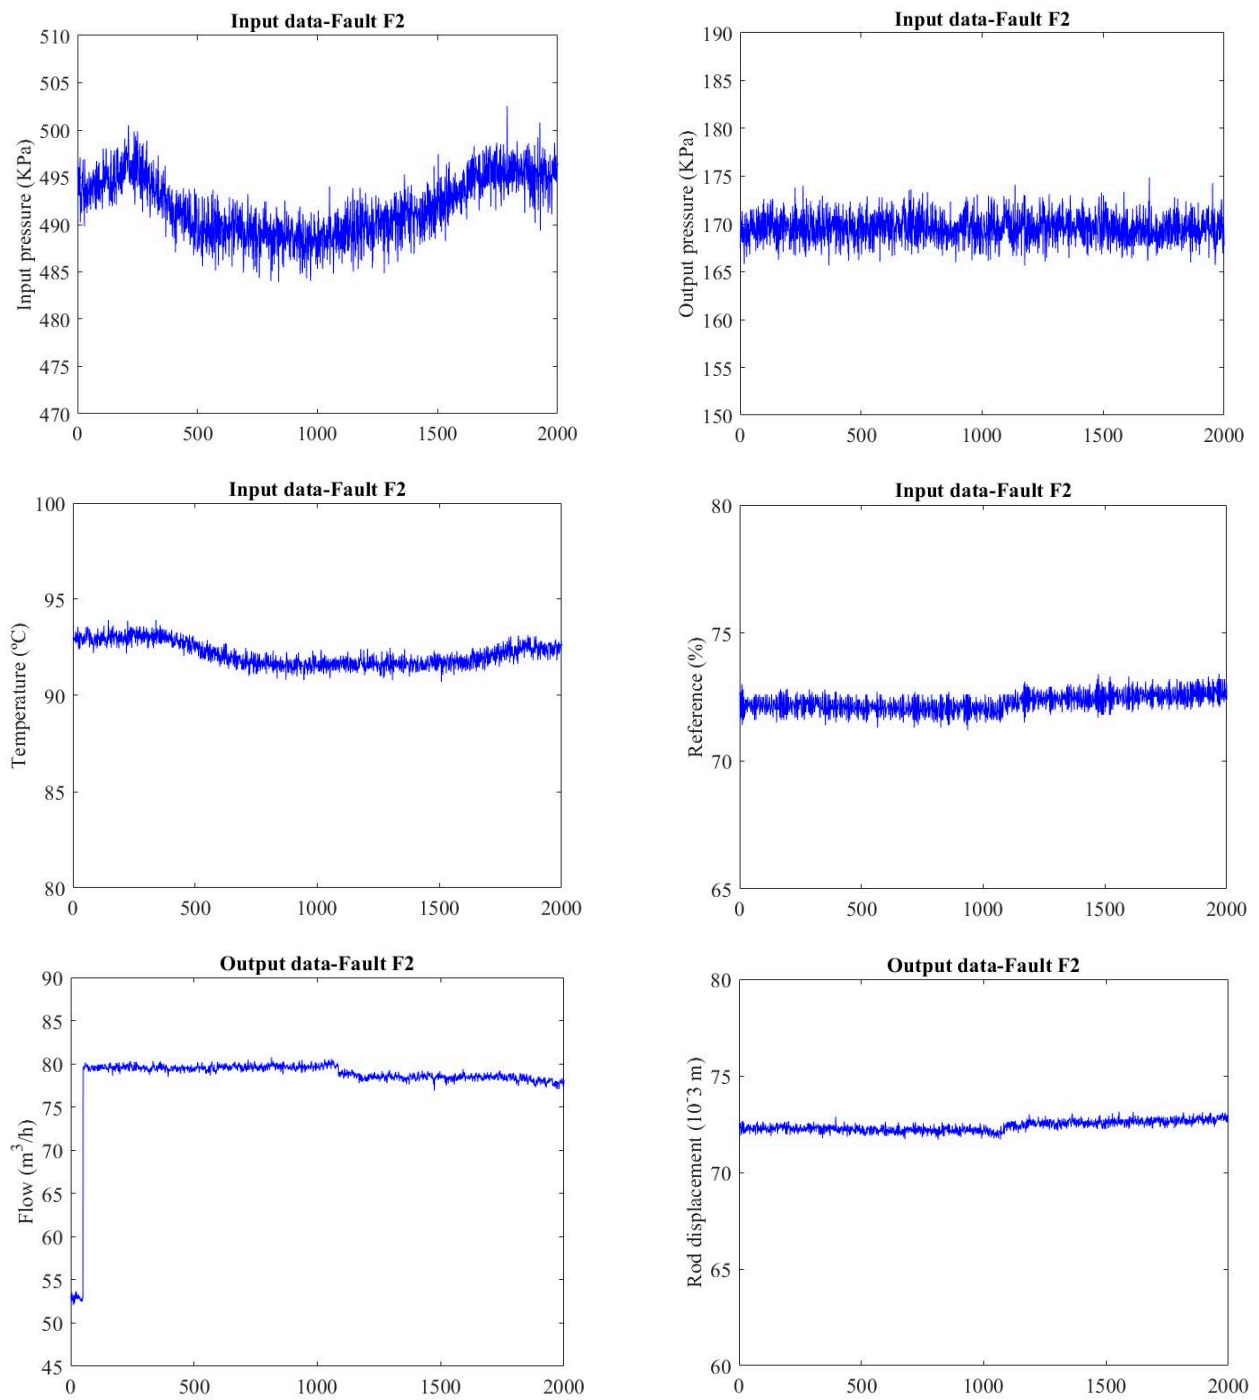 Input data-Fault F2
510
505
500
495
490
485
480
475
470
Input pressure (KPa)
0 500 1000 1500 2000
Input data-Fault F2
190
185
180
175
170
165
160
155
150
Output pressure (KPa)
0 500 1000 1500 2000
Input data-Fault F2
100
95
90
85
80
Temperature (ºC)
0 500 1000 1500 2000
Input data-Fault F2
80
75
70
65
Reference (%)
0 500 1000 1500 2000
Output data-Fault F2
90
85
80
75
70
65
60
55
50
45
Flow (m³/h)
0 500 1000 1500 2000
Output data-Fault F2
80
75
70
65
60
Rod displacement (10⁻3 m)
0 500 1000 1500 2000